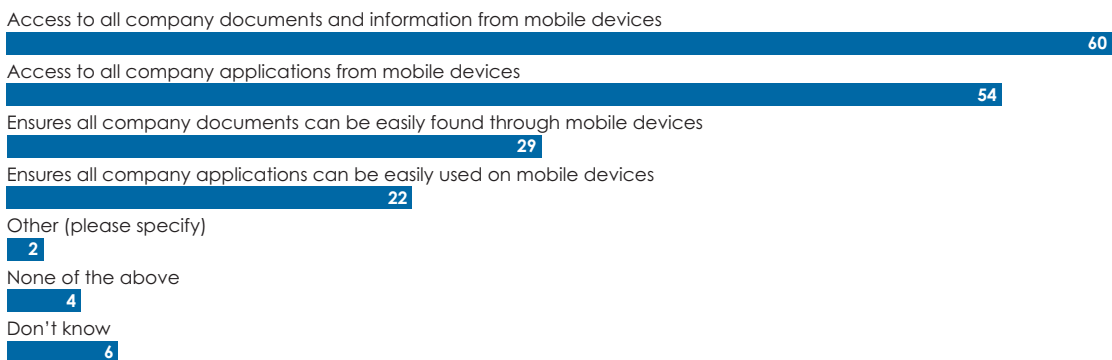 Access to all company documents and information from mobile devices
60
Access to all company applications from mobile devices
54
Ensures all company documents can be easily found through mobile devices
29
Ensures all company applications can be easily used on mobile devices
22
Other (please specify)
2
None of the above
4
Don’t know
6